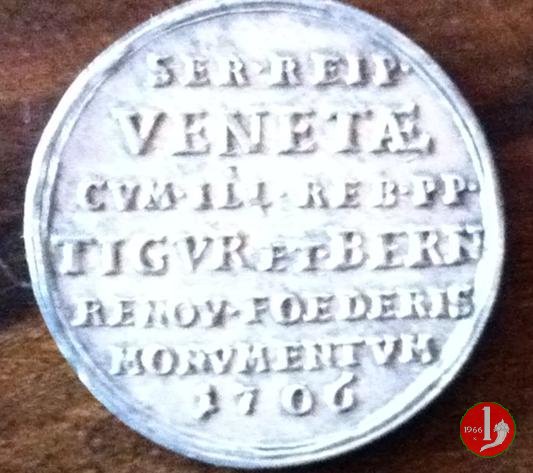 SER·REIP·
VENETÆ
CVM·ILL·REB·PP·
TIGVR ET BERN
RENOV·FOEDERIS
MONVMENTVM
1706
1966